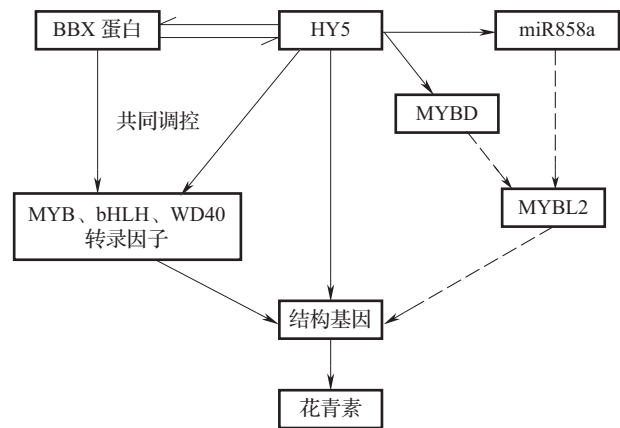 BBX 蛋白
HY5
miR858a
共同调控
MYBD
MYB、bHLH、WD40
转录因子
MYBL2
结构基因
花青素